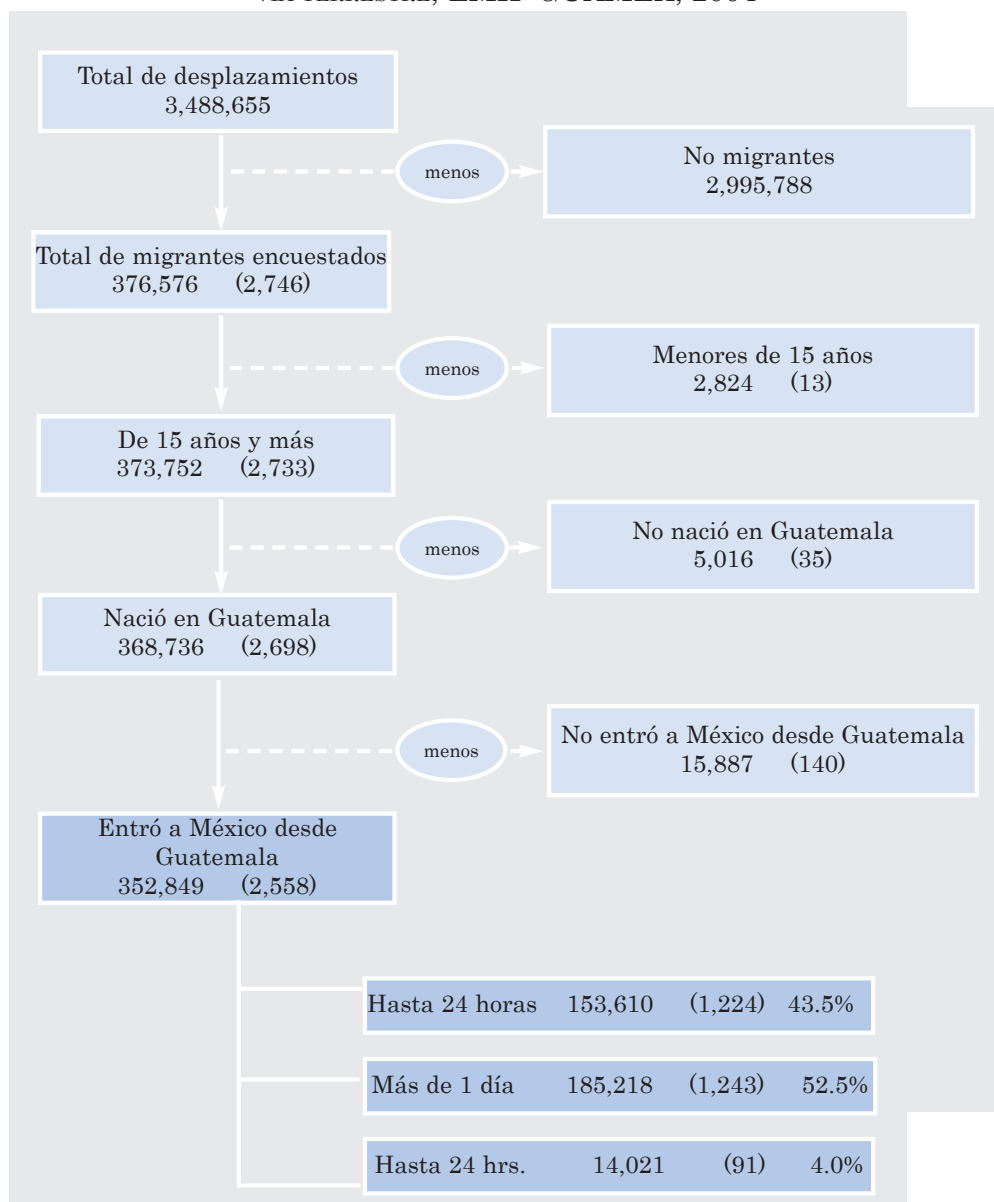 Total de desplazamientos
3,488,655
menos
No migrantes
2,995,788
Total de migrantes encuestados
376,576 (2,746)
menos
Menores de 15 años
2,824 (13)
De 15 años y más
373,752 (2,733)
menos
No nació en Guatemala
5,016 (35)
Nació en Guatemala
368,736 (2,698)
menos
No entró a México desde Guatemala
15,887 (140)
Entró a México desde
Guatemala
352,849 (2,558)
Hasta 24 horas 153,610 (1,224) 43.5%
Más de 1 día 185,218 (1,243) 52.5%
Hasta 24 hrs. 14,021 (91) 4.0%